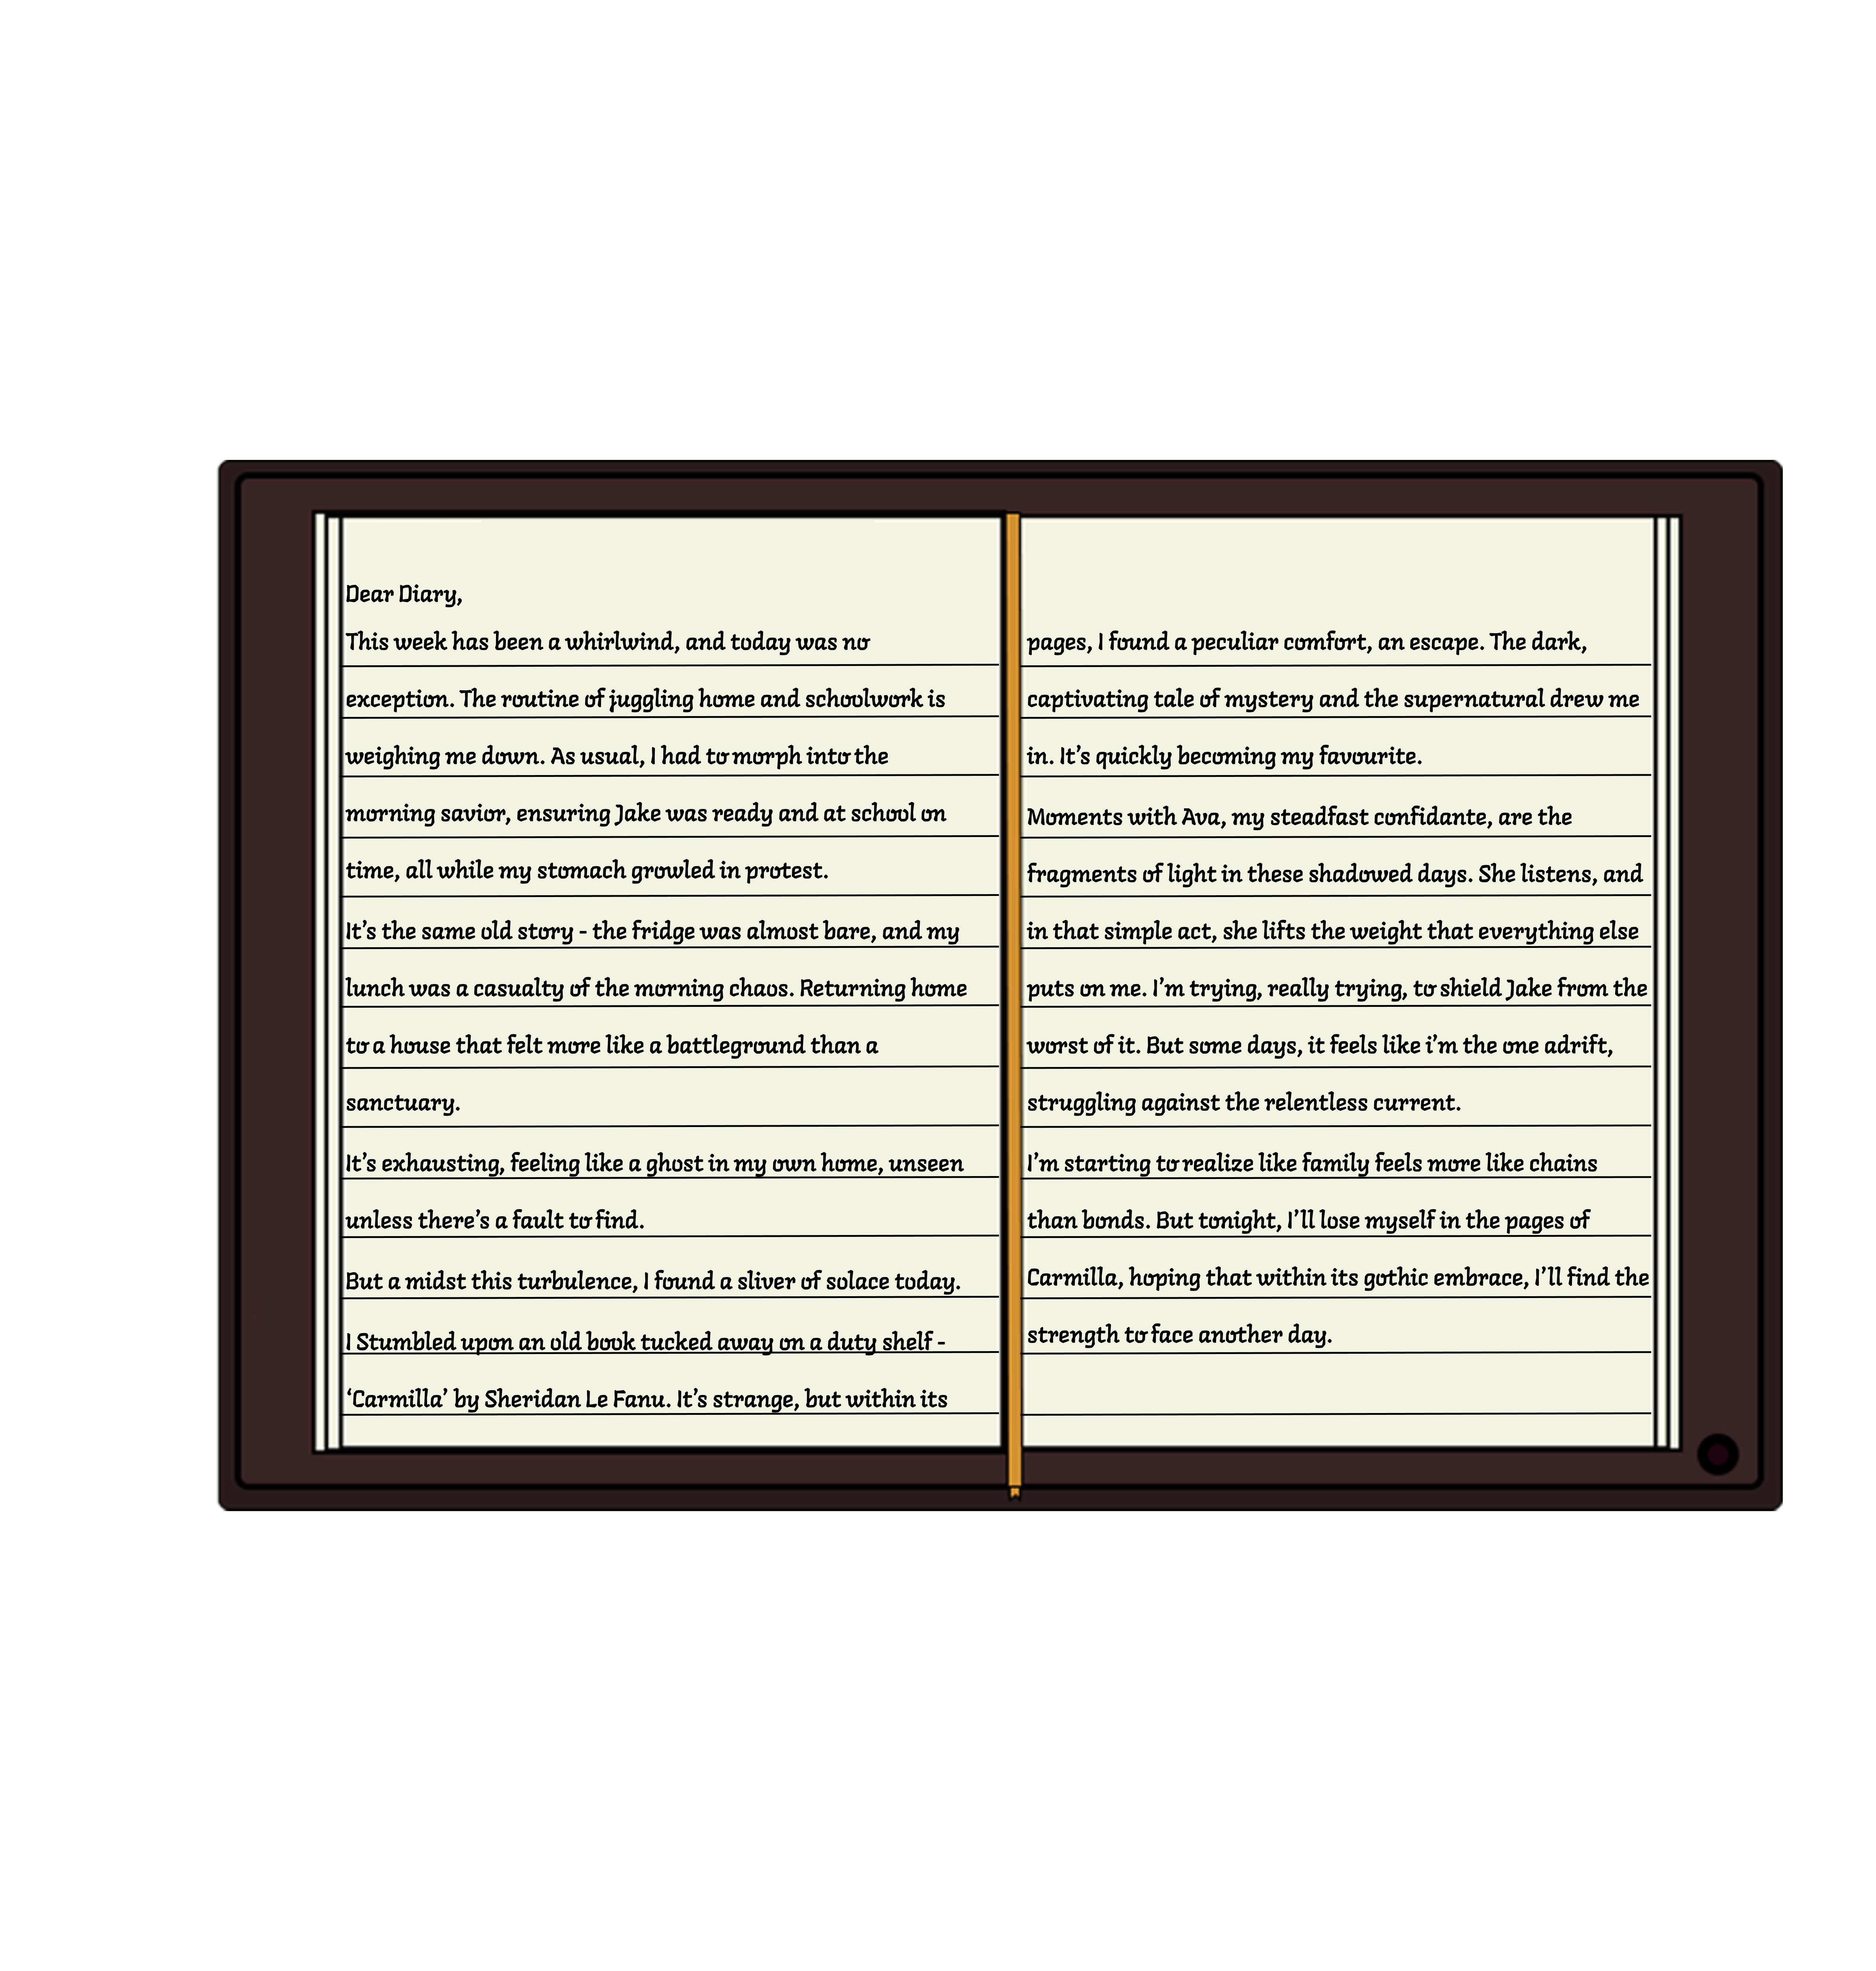 Dear Diary,
This week has been a whirlwind, and today was no
exception. The routine of juggling home and schoolwork is
weighing me down. As usual, I had to morph into the
morning savior, ensuring Jake was ready and at school on
time, all while my stomach growled in protest.
It's the same old story - the fridge was almost bare, and my
lunch was a casualty of the morning chaos. Returning home
to a house that felt more like a battleground than a
sanctuary.
It's exhausting, feeling like a ghost in my own home, unseen
unless there's a fault to find.
But a midst this turbulence, I found a sliver of solace today.
I Stumbled upon an old book tucked away on a duty shelf -
‘Carmilla’ by Sheridan Le Fanu. It's strange, but within its
pages, I found a peculiar comfort, an escape. The dark,
captivating tale of mystery and the supernatural drew me
in. It's quickly becoming my favourite.
Moments with Ava, my steadfast confidante, are the
fragments of light in these shadowed days. She listens, and
in that simple act, she lifts the weight that everything else
puts on me. I'm trying, really trying, to shield Jake from the
worst of it. But some days, it feels like i'm the one adrift,
struggling against the relentless current.
I'm starting to realize like family feels more like chains
than bonds. But tonight, I'll lose myself in the pages of
Carmilla, hoping that within its gothic embrace, I'll find the
strength to face another day.